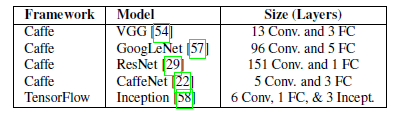 Framework Model Size (Layers)
Caffe VGG [54] 13 Conv. and 3 FC
Caffe GoogLeNet [57] 96 Conv. and 5 FC
Caffe ResNet [29] 151 Conv. and 1 FC
Caffe CaffeNet [22] 5 Conv. and 3 FC
TensorFlow Inception [58] 6 Conv, 1 FC, & 3 Incept.